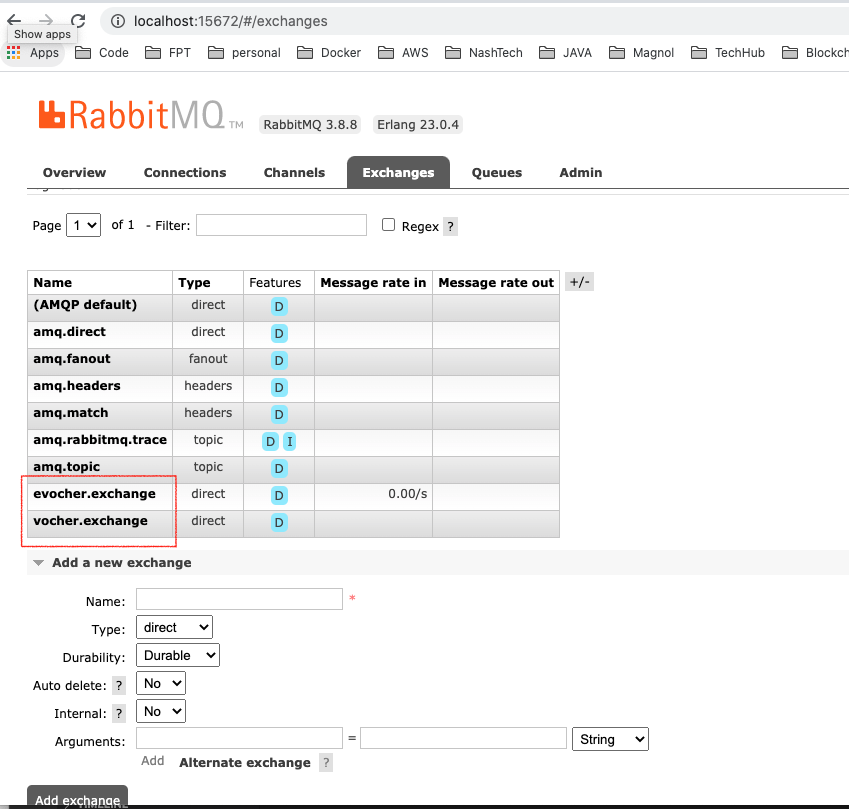 localhost:15672/#/exchanges
Show apps
Apps Code FPT personal Docker AWS NashTech JAVA Magnol TechHub Blockch
RabbitMQ TM RabbitMQ 3.8.8 Erlang 23.0.4
Overview Connections Channels Exchanges Queues Admin
Page 1 of 1 - Filter: Regex ?
Name Type Features Message rate in Message rate out +/-
(AMQP default) direct D
amq.direct direct D
amq.fanout fanout D
amq.headers headers D
amq.match headers D
amq.rabbitmq.trace topic D I
amq.topic topic D
evocher.exchange direct D 0.00/s
vocher.exchange direct D
Add a new exchange
Name: *
Type: direct
Durability: Durable
Auto delete: ? No
Internal: ? No
Arguments: = String
Add Alternate exchange ?
Add exchange